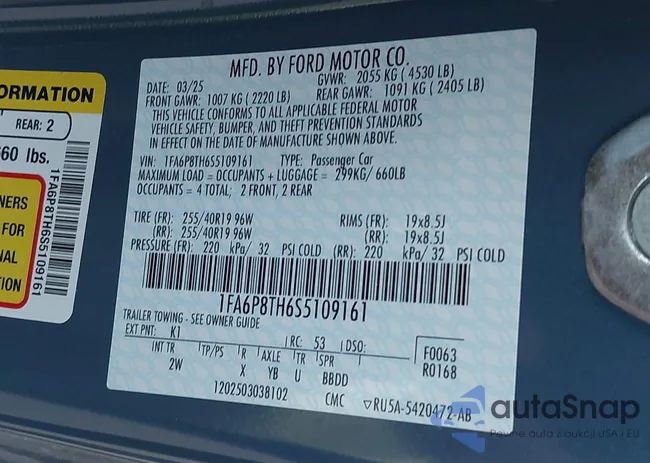 ORMATION
REAR: 2
660 lbs.
NERS
FOR
NAL
TION
1FA6P8TH6S5109161
MFD. BY FORD MOTOR CO.
DATE: 03/25 GVWR: 2055 KG ( 4530 LB)
FRONT GAWR: 1007 KG ( 2220 LB) REAR GAWR: 1091 KG ( 2405 LB)
THIS VEHICLE CONFORMS TO ALL APPLICABLE FEDERAL MOTOR
VEHICLE SAFETY, BUMPER, AND THEFT PREVENTION STANDARDS
IN EFFECT ON THE DATE OF MANUFACTURE SHOWN ABOVE.
VIN: 1FA6P8TH6S5109161 TYPE: Passenger Car
MAXIMUM LOAD = OCCUPANTS + LUGGAGE = 299KG/ 660LB
OCCUPANTS = 4 TOTAL; 2 FRONT, 2 REAR
TIRE (FR): 255/40R19 96W RIMS (FR): 19x8.5J
(RR): 255/40R19 96W (RR): 19x8.5J
PRESSURE (FR): 220 kPa/ 32 PSI COLD (RR): 220 kPa/ 32 PSI COLD
1FA6P8TH6S5109161
TRAILER TOWING - SEE OWNER GUIDE
EXT PNT: K1 RC: 53 DSO: F0063
INT TR TP/PS R AXLE TR SPR R0168
2W X YB U BBDD
1202503038102 CMC ▽RU5A-5420472-AB
autaSnap
Pewne auta z aukcji USA i EU